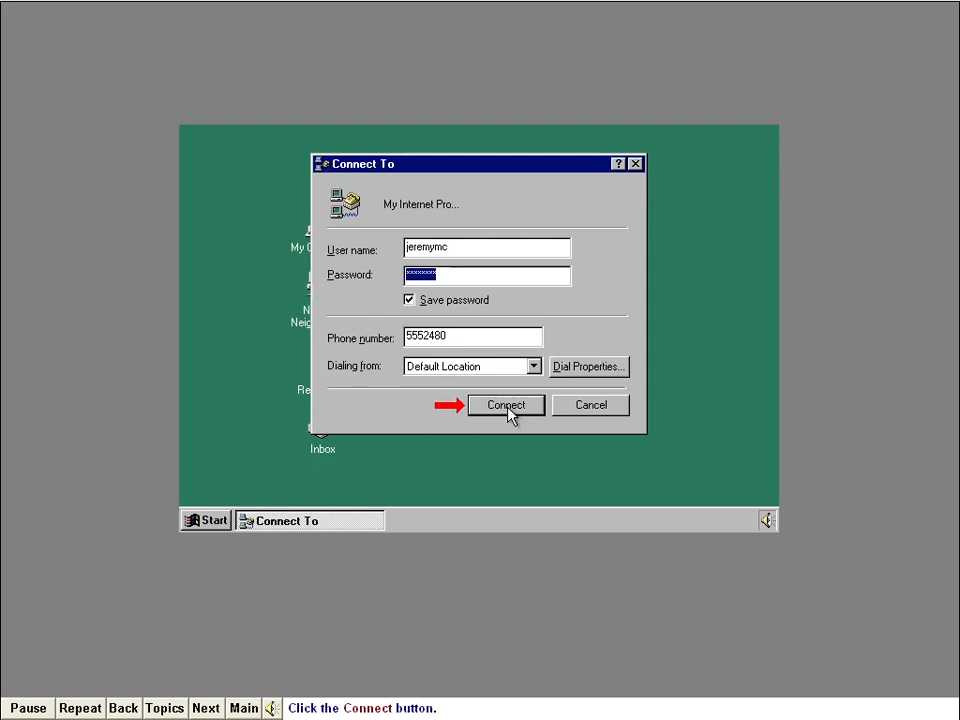 Connect To
My Internet Pro...
My C
User name: jeremymc
Password: xxxxxxxx
Save password
N
Neig
Phone number: 5552480
Dialing from: Default Location Dial Properties...
Re
Connect Cancel
Inbox
Start Connect To
Pause Repeat Back Topics Next Main Click the Connect button.